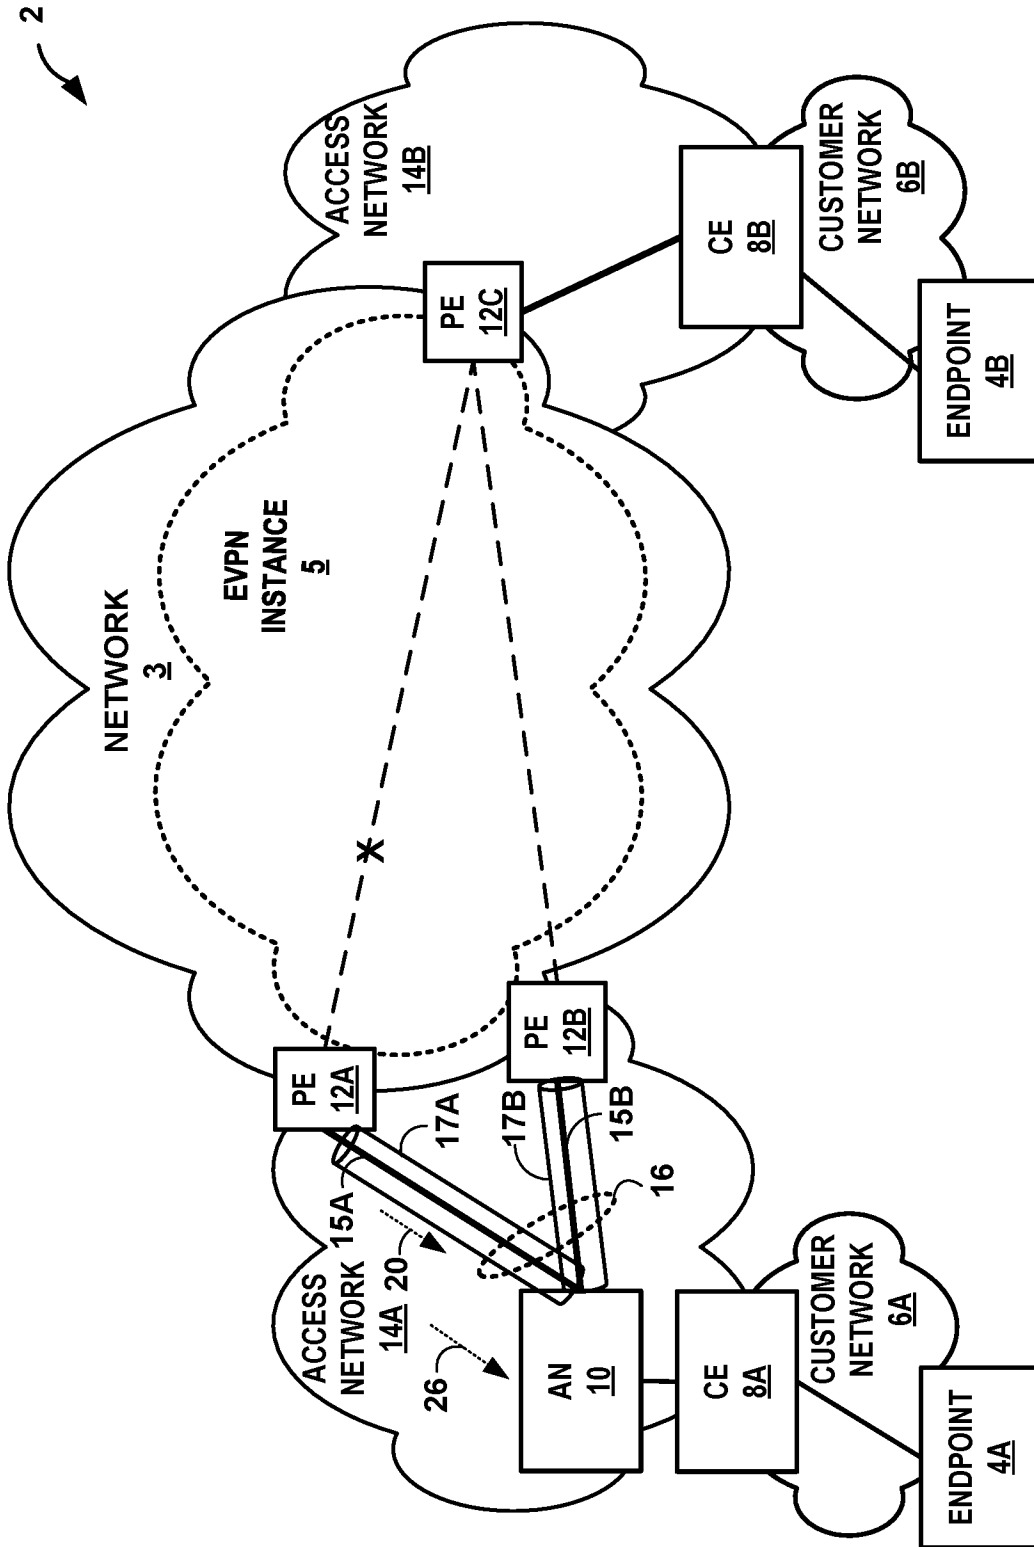 2
NETWORK
3
EVPN
INSTANCE
5
ACCESS
NETWORK
14B
PE
12A
PE
12B
PE
12C
15A
17A
17B
15B
16
ACCESS
NETWORK
14A
20
26
AN
10
CE
8A
CUSTOMER
NETWORK
6A
ENDPOINT
4A
CE
8B
CUSTOMER
NETWORK
6B
ENDPOINT
4B
X